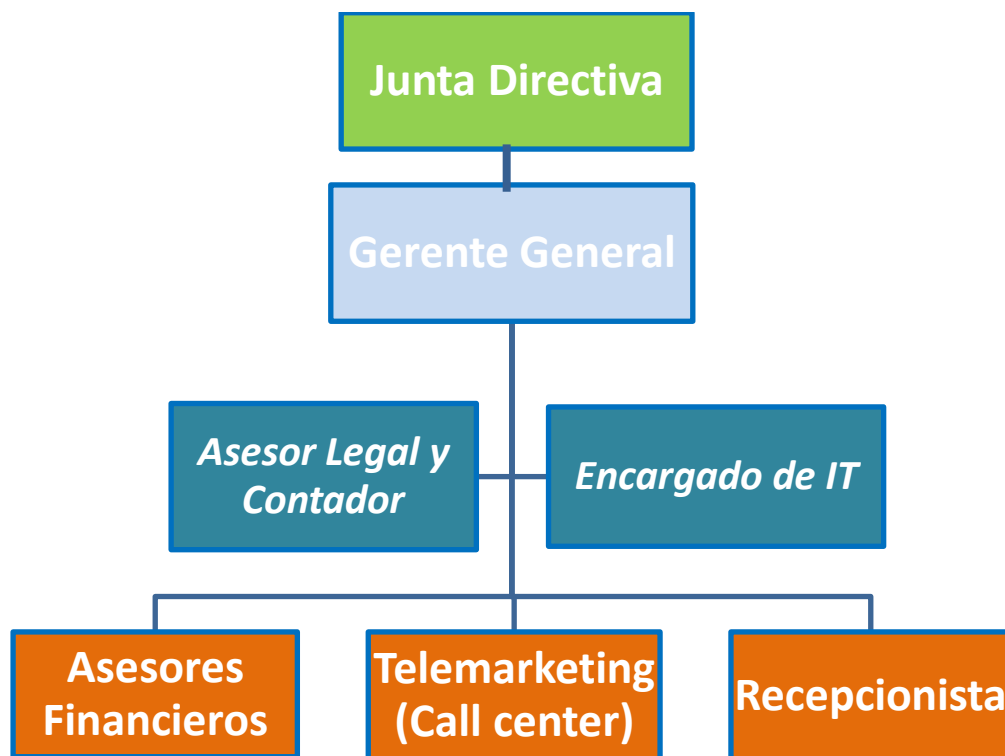 Junta Directiva
Gerente General
Asesor Legal y
Contador
Encargado de IT
Asesores
Financieros
Telemarketing
(Call center)
Recepcionista